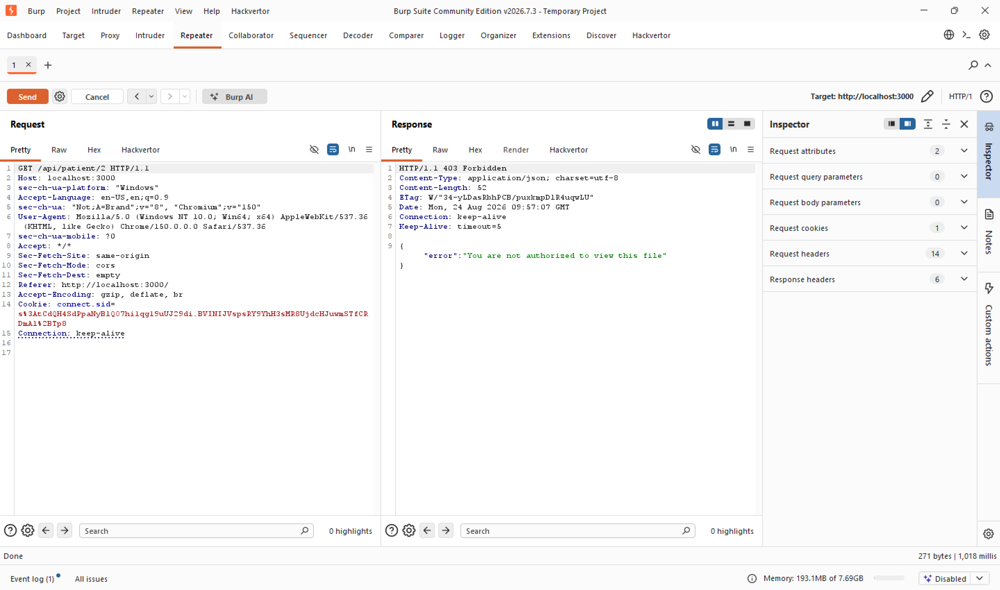 Burp Project Intruder Repeater View Help Hackvertor
Burp Suite Community Edition v2026.7.3 - Temporary Project
Dashboard Target Proxy Intruder Repeater Collaborator Sequencer Decoder Comparer Logger Organizer Extensions Discover Hackvertor
1
Send Cancel Burp AI
Target: http://localhost:3000 HTTP/1
Request
Pretty Raw Hex Hackvertor \n
1 GET /api/patient/2 HTTP/1.1
2 Host: localhost:3000
3 sec-ch-ua-platform: "Windows"
4 Accept-Language: en-US,en;q=0.9
5 sec-ch-ua: "Not;A=Brand";v="8", "Chromium";v="150"
6 User-Agent: Mozilla/5.0 (Windows NT 10.0; Win64; x64) AppleWebKit/537.36
(KHTML, like Gecko) Chrome/150.0.0.0 Safari/537.36
7 sec-ch-ua-mobile: ?0
8 Accept: */*
9 Sec-Fetch-Site: same-origin
10 Sec-Fetch-Mode: cors
11 Sec-Fetch-Dest: empty
12 Referer: http://localhost:3000/
13 Accept-Encoding: gzip, deflate, br
14 Cookie: connect.sid=
s%3AtCdQH4SdPpaNyBlQO7hi1qgl9uUJ29di.BVINIJVspsRY9YhH3sMR8UjdcHJuwmSTfCR
DmAl%2BTp8
15 Connection: keep-alive
16
17
Response
Pretty Raw Hex Render Hackvertor \n
1 HTTP/1.1 403 Forbidden
2 Content-Type: application/json; charset=utf-8
3 Content-Length: 52
4 ETag: W/"34-yLDasRbhPCB/puxkmpDlR4uqwLU"
5 Date: Mon, 24 Aug 2026 09:57:07 GMT
6 Connection: keep-alive
7 Keep-Alive: timeout=5
8
9 {
"error":"You are not authorized to view this file"
}
Inspector
Request attributes 2
Request query parameters 0
Request body parameters 0
Request cookies 1
Request headers 14
Response headers 6
Inspector
Notes
Custom actions
Search 0 highlights
Search 0 highlights
Done
271 bytes | 1,018 millis
Event log (1) All issues
Memory: 193.1MB of 7.69GB
Disabled